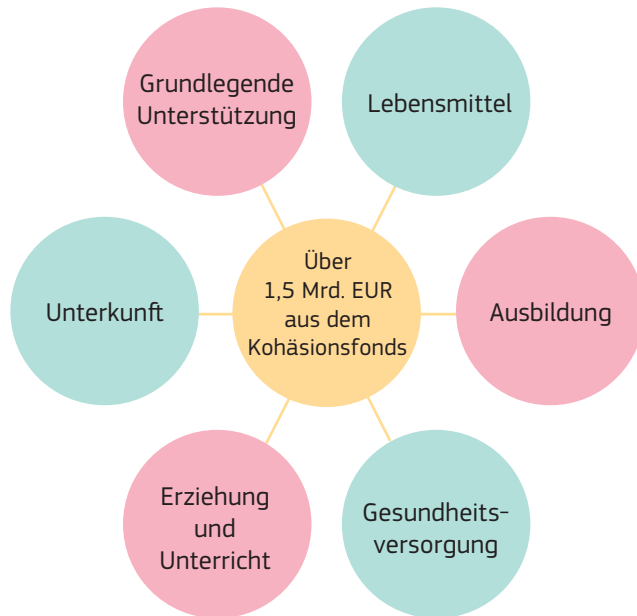 Grundlegende
Unterstützung
Lebensmittel
Unterkunft
Über
1,5 Mrd. EUR
aus dem
Kohäsionsfonds
Ausbildung
Erziehung
und
Unterricht
Gesundheits-
versorgung